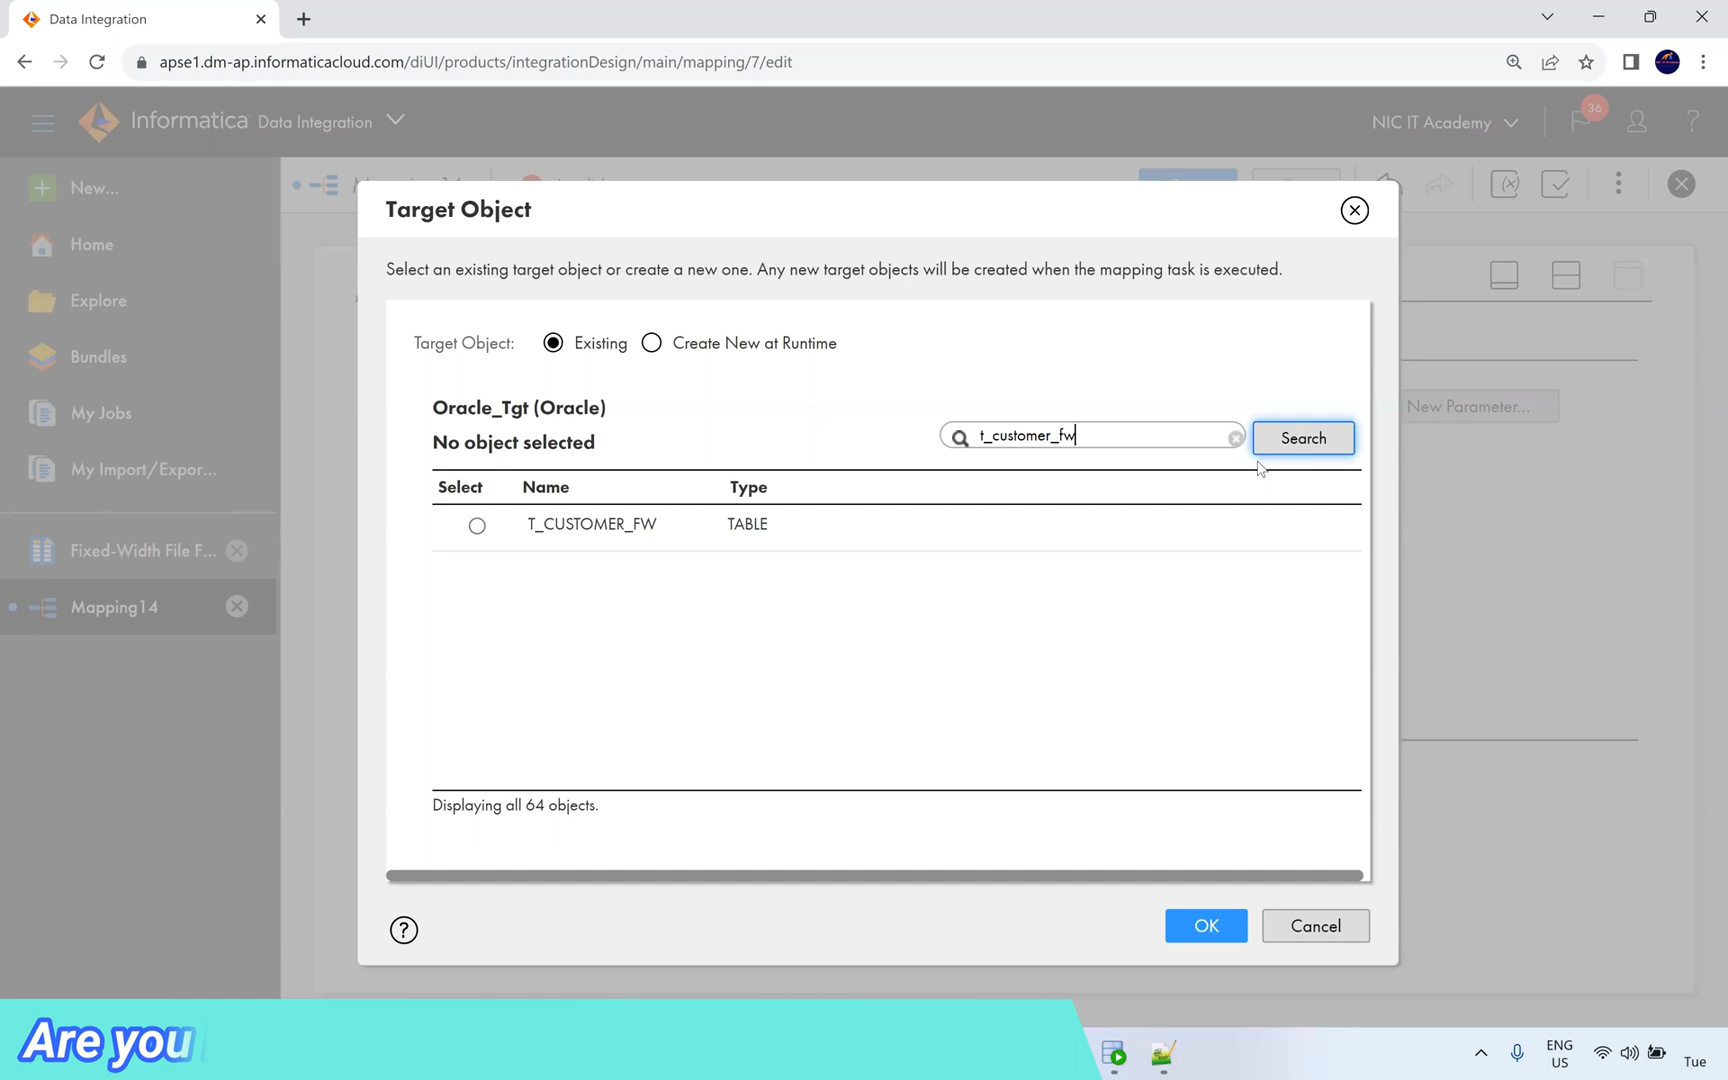 Data Integration
apse1.dm-ap.informaticacloud.com/diUI/products/integrationDesign/main/mapping/7/edit
Informatica Data Integration
NIC IT Academy
36
?
New...
Home
Explore
Bundles
My Jobs
My Import/Expor...
Fixed-Width File F...
Mapping14
Target Object
Select an existing target object or create a new one. Any new target objects will be created when the mapping task is executed.
Target Object: Existing Create New at Runtime
Oracle_Tgt (Oracle)
No object selected
t_customer_fw
Search
Select Name Type
T_CUSTOMER_FW TABLE
Displaying all 64 objects.
New Parameter...
?
OK
Cancel
Are you
ENG
US
Tue